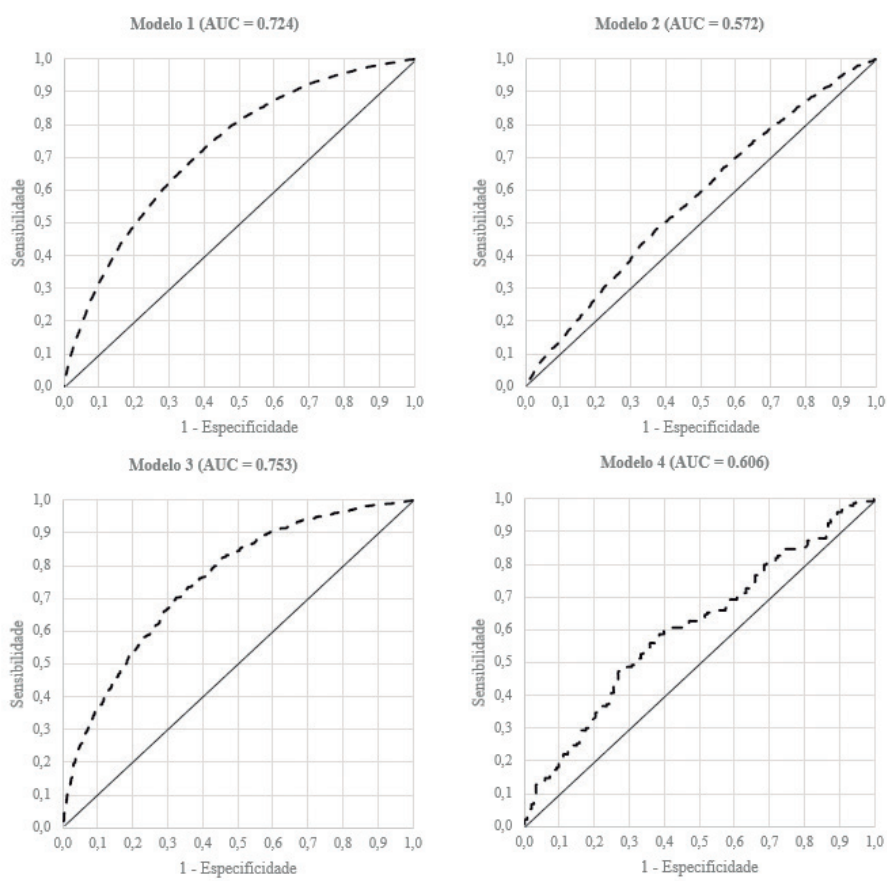 Modelo 1 (AUC = 0.724)
1,0
0,9
0,8
0,7
0,6
0,5
0,4
0,3
0,2
0,1
0,0
Sensibilidade
0,0 0,1 0,2 0,3 0,4 0,5 0,6 0,7 0,8 0,9 1,0
1 - Especificidade
Modelo 2 (AUC = 0.572)
1,0
0,9
0,8
0,7
0,6
0,5
0,4
0,3
0,2
0,1
0,0
Sensibilidade
0,0 0,1 0,2 0,3 0,4 0,5 0,6 0,7 0,8 0,9 1,0
1 - Especificidade
Modelo 3 (AUC = 0.753)
1,0
0,9
0,8
0,7
0,6
0,5
0,4
0,3
0,2
0,1
0,0
Sensibilidade
0,0 0,1 0,2 0,3 0,4 0,5 0,6 0,7 0,8 0,9 1,0
1 - Especificidade
Modelo 4 (AUC = 0.606)
1,0
0,9
0,8
0,7
0,6
0,5
0,4
0,3
0,2
0,1
0,0
Sensibilidade
0,0 0,1 0,2 0,3 0,4 0,5 0,6 0,7 0,8 0,9 1,0
1 - Especificidade